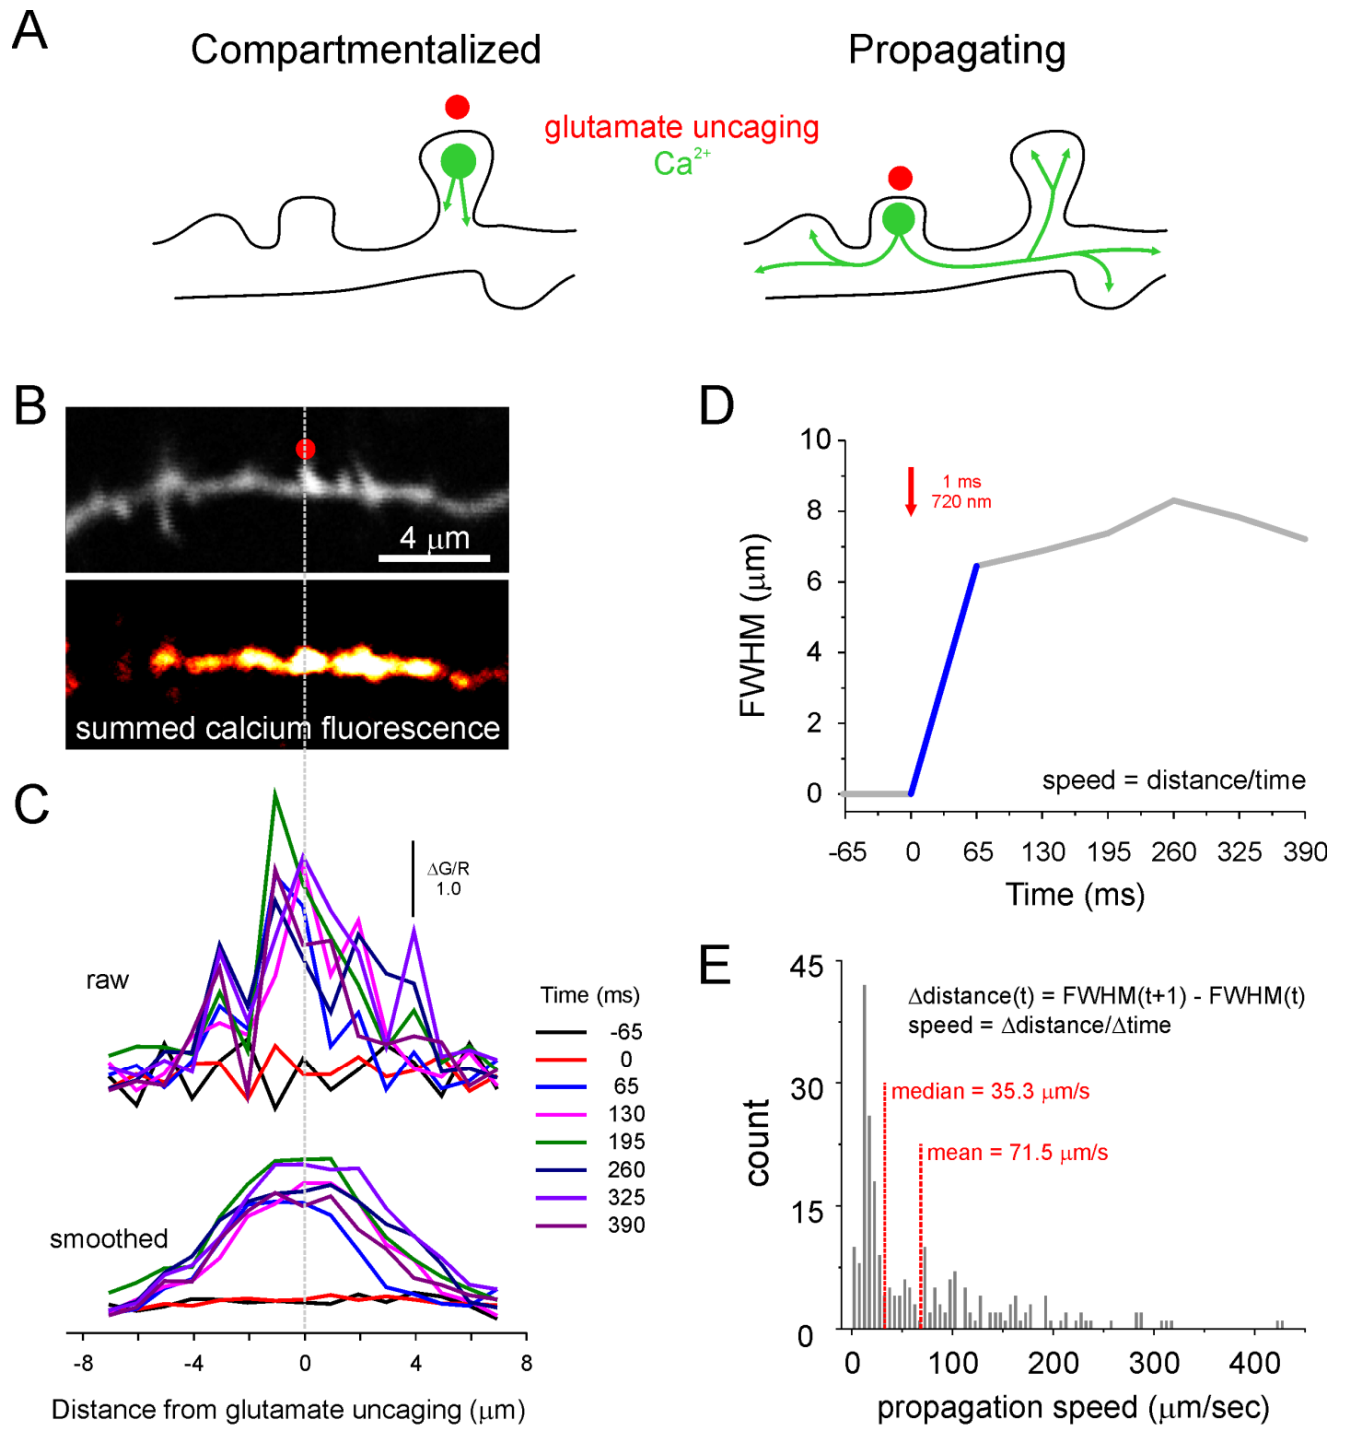 A
Compartmentalized
Propagating
glutamate uncaging
Ca²⁺
B
4 μm
summed calcium fluorescence
C
ΔG/R
1.0
raw
smoothed
Time (ms)
-65
0
65
130
195
260
325
390
-8 -4 0 4 8
Distance from glutamate uncaging (μm)
D
10
8
6
4
2
0
FWHM (μm)
1 ms
720 nm
speed = distance/time
-65 0 65 130 195 260 325 390
Time (ms)
E
45
30
15
0
count
Δdistance(t) = FWHM(t+1) - FWHM(t)
speed = Δdistance/Δtime
median = 35.3 μm/s
mean = 71.5 μm/s
0 100 200 300 400
propagation speed (μm/sec)